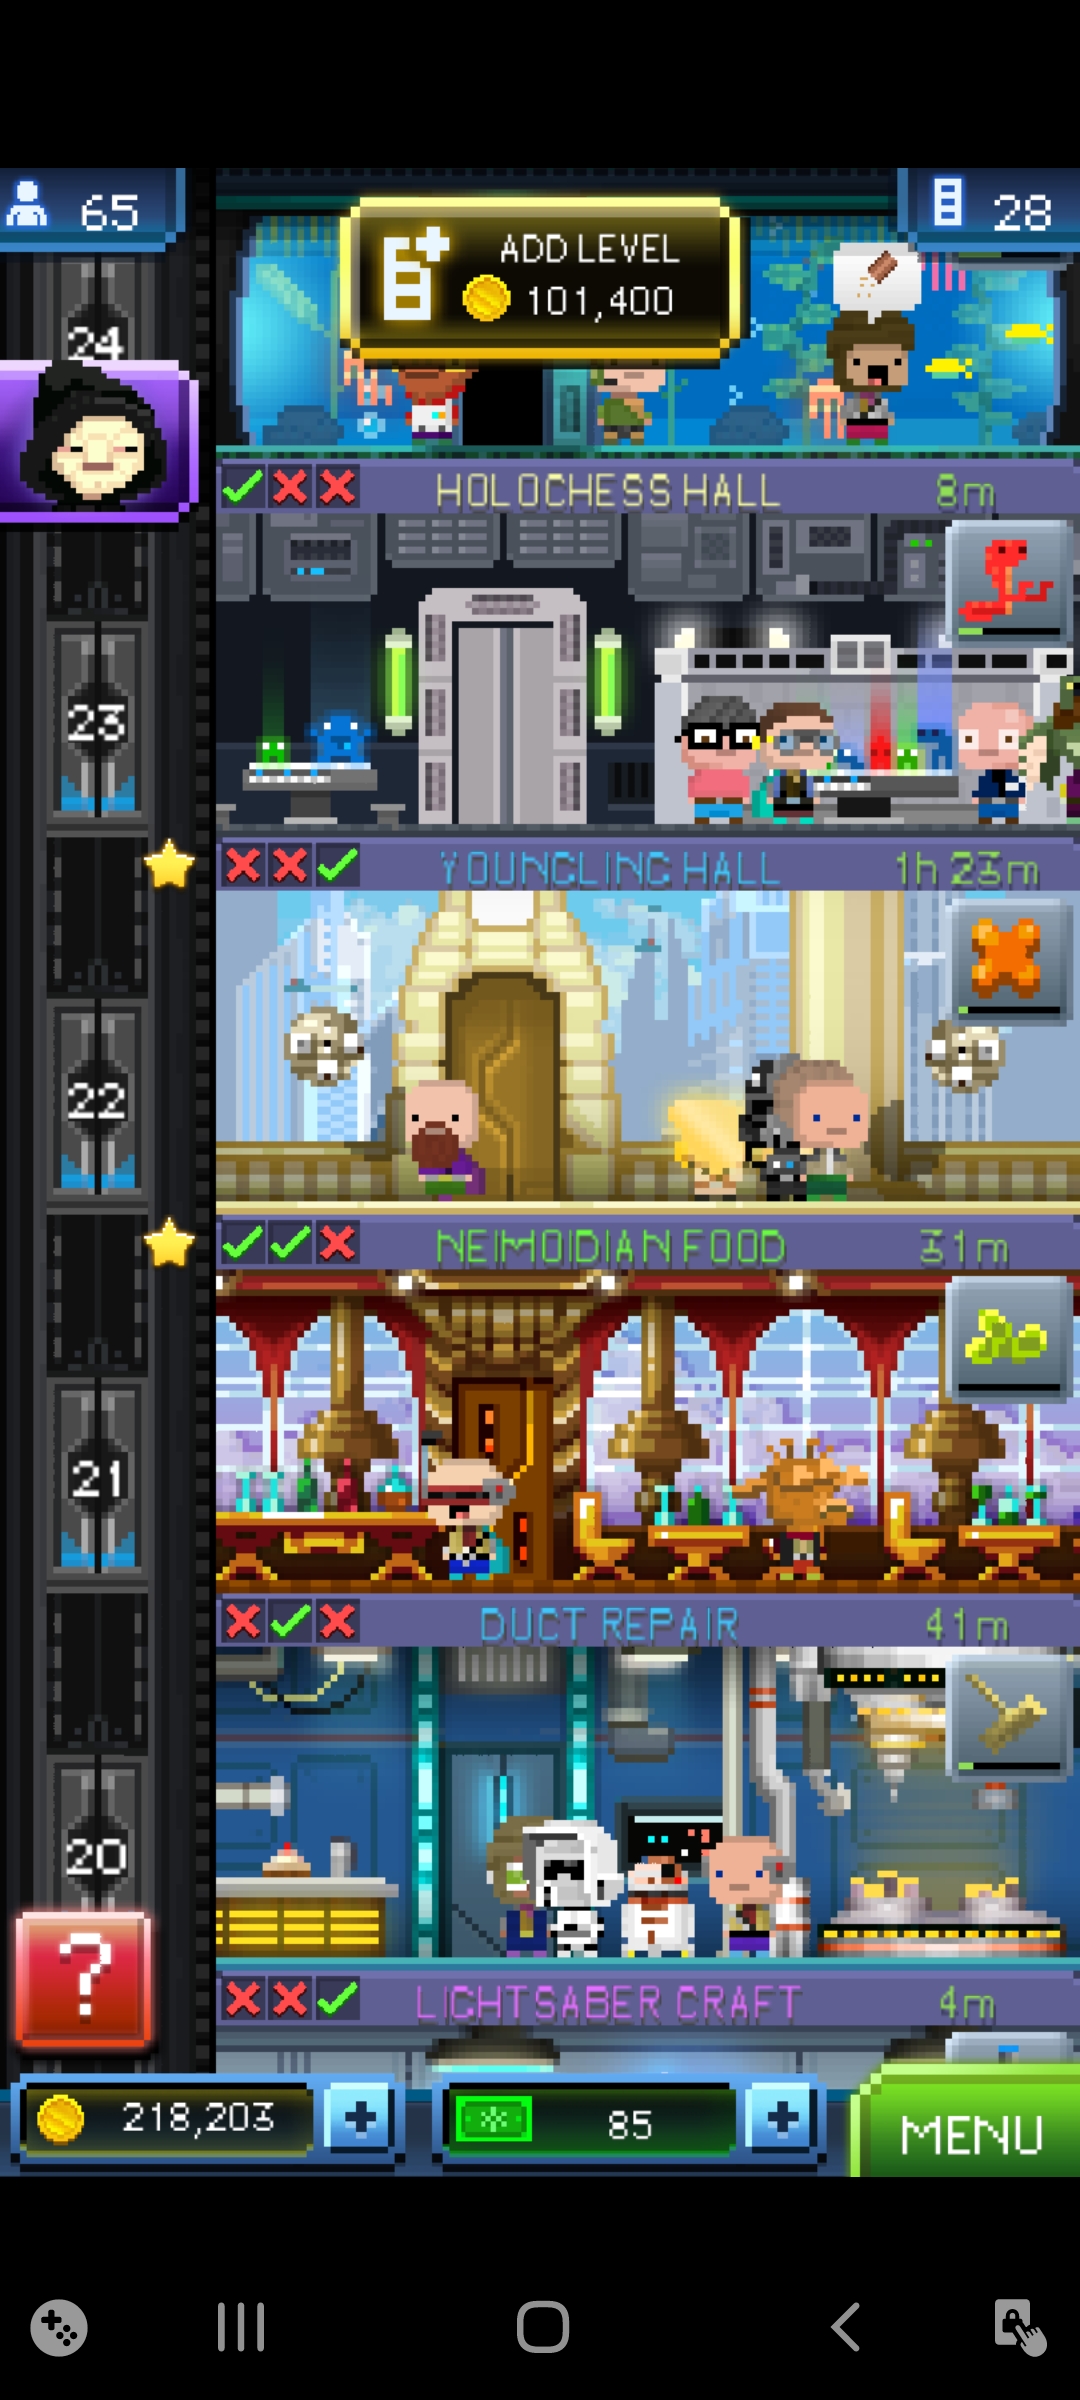 65
ADD LEVEL
101,400
28
24
HOLOCHESS HALL 8m
23
YOUNGLING HALL 1h 23m
22
NEIMOIDIAN FOOD 31m
21
DUCT REPAIR 41m
20
?
LIGHTSABER CRAFT 4m
218,203 + 85 + MENU